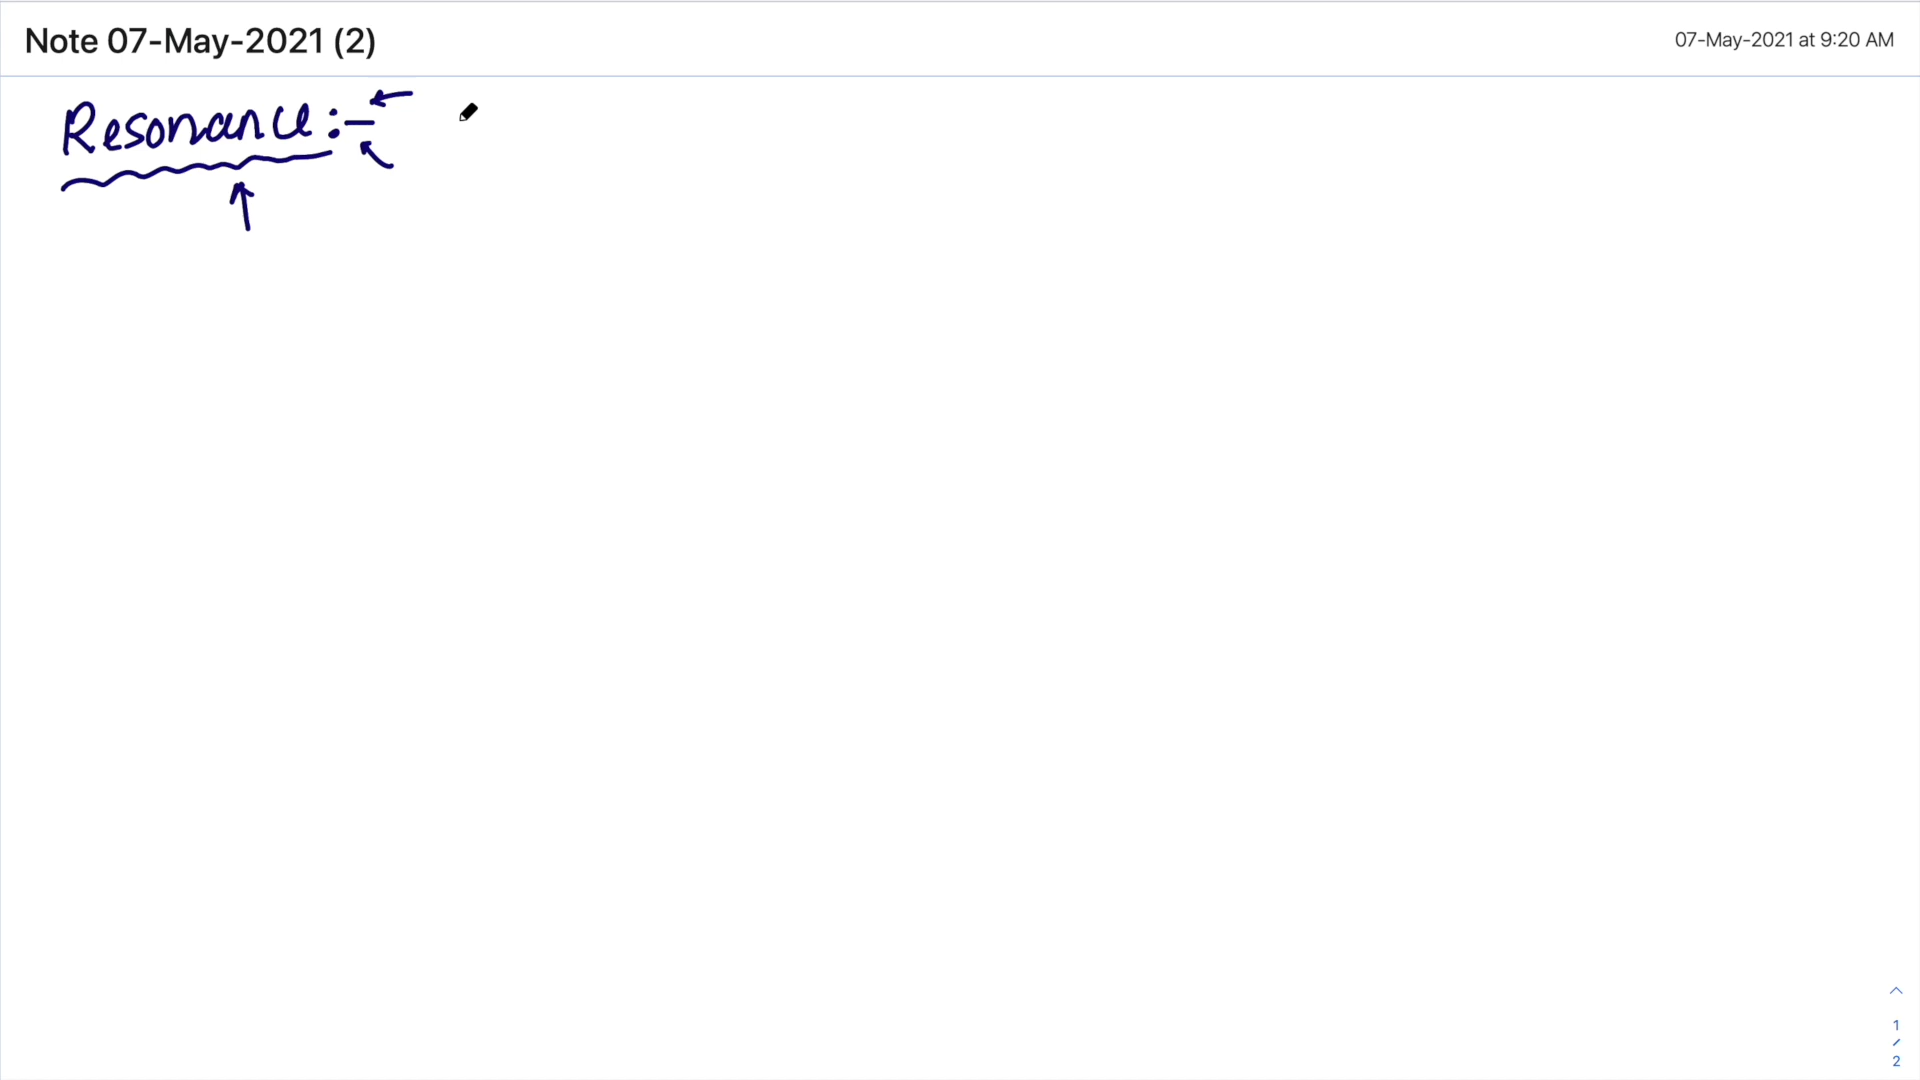 Note 07-May-2021 (2)
07-May-2021 at 9:20 AM
Resonance :-
1
/
2